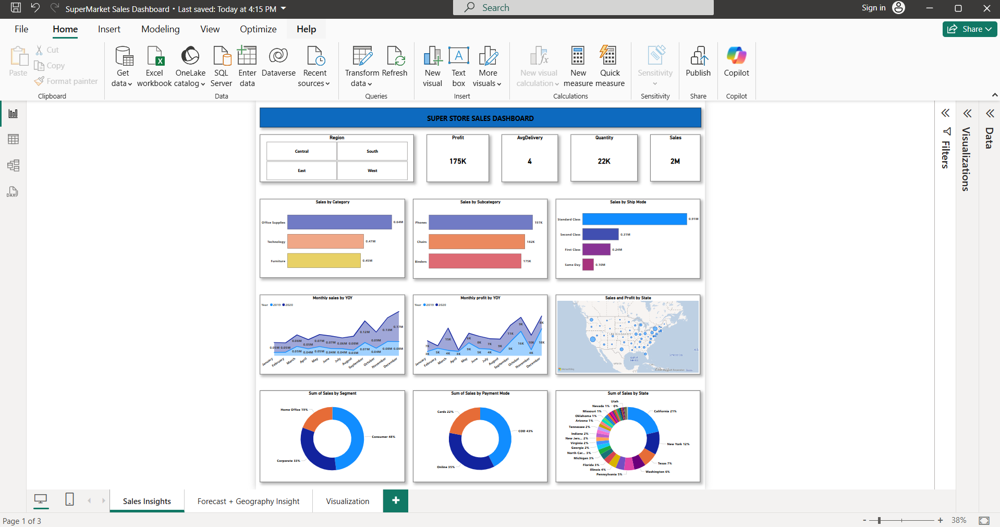 SuperMarket Sales Dashboard • Last saved: Today at 4:15 PM
Search
Sign in
File Home Insert Modeling View Optimize Help
Share
Paste
Cut
Copy
Format painter
Clipboard
Get data
Excel workbook
OneLake catalog
SQL Server
Enter data
Dataverse
Recent sources
Data
Transform data
Refresh
Queries
New visual
Text box
More visuals
Insert
New visual calculation
New measure
Quick measure
Calculations
Sensitivity
Sensitivity
Publish
Share
Copilot
Copilot
SUPER STORE SALES DASHBOARD
Region
Central South
East West
Profit
175K
AvgDelivery
4
Quantity
22K
Sales
2M
Filters
Visualizations
Data
DAX
Sales by Category
Office Supplies 0.64M
Technology 0.47M
Furniture 0.45M
Sales by Subcategory
Phones 197K
Chairs 182K
Binders 175K
Sales by Ship Mode
Standard Class 0.91M
Second Class 0.31M
First Class 0.24M
Same Day 0.10M
Monthly sales by YOY
Year 2019 2020
0.05M 0.05M 0.06M 0.05M 0.07M 0.07M 0.06M 0.08M 0.12M 0.09M 0.13M 0.17M
0.05M 0.04M 0.05M 0.04M 0.04M 0.03M 0.07M 0.04M 0.08M 0.08M
January February March April May June July August September October November December
Monthly profit by YOY
Year 2019 2020
7K 15K 6K 8K 7K 9K 11K 9K 10K 8K
3K 5K 4K 3K 9K 5K 4K 9K 16K 4K 18K
January February March April May June July August September October November December
Sales and Profit by State
UNITED STATES
Gulf of Mexico
MEXICO
Sargasso Sea
Microsoft Bing
Sum of Sales by Segment
Home Office 19%
Consumer 48%
Corporate 33%
Sum of Sales by Payment Mode
Cards 22%
COD 43%
Online 35%
Sum of Sales by State
Utah 0%
Nevada 1%
Missouri 1%
Oklahoma 1%
Arizona 1%
Tennessee 2%
Indiana 2%
New Jers... 2%
Virginia 2%
Georgia 2%
North Car... 3%
Michigan 3%
Florida 3%
Illinois 4%
Pennsylvania 5%
California 21%
New York 12%
Texas 7%
Washington 6%
Sales Insights
Forecast + Geography Insight
Visualization
+
Page 1 of 3
- + 38%